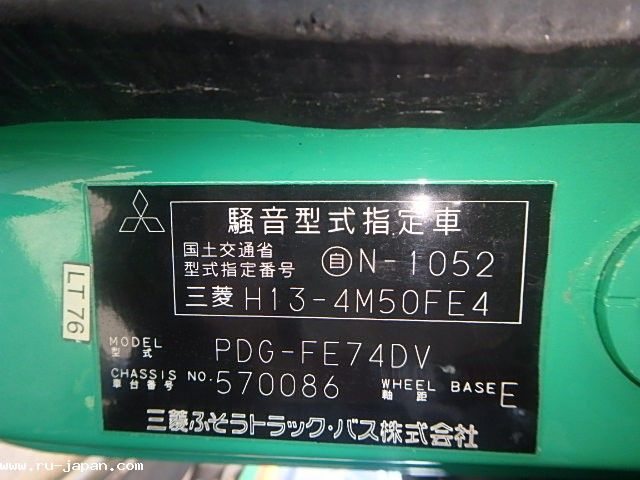 騒音型式指定車
国土交通省
型式指定番号 自 N-1052
三菱 H13-4M50FE4
LT 76
MODEL
型式 PDG-FE74DV
CHASSIS NO.
車台番号 570086
WHEEL BASE
軸距 E
三菱ふそうトラック・バス株式会社
www.ru-japan.com